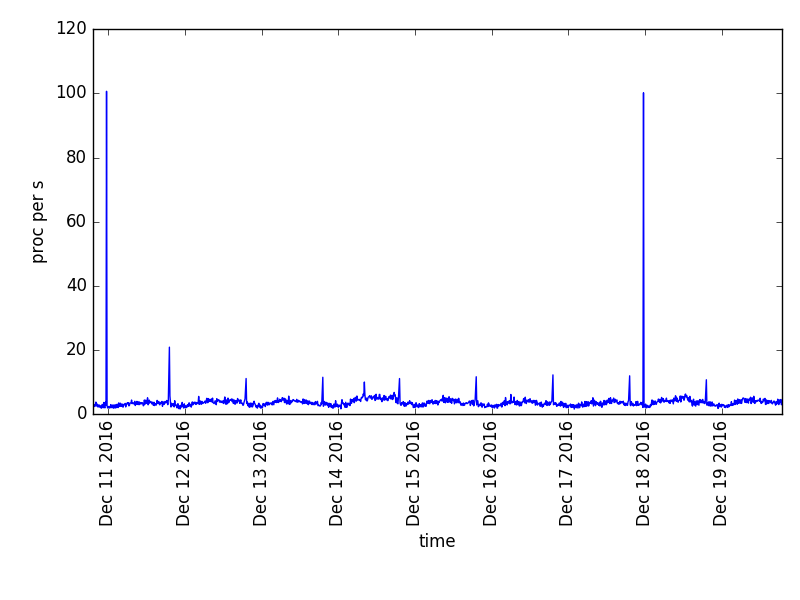 120
100
80
60
40
20
0
proc per s
Dec 11 2016
Dec 12 2016
Dec 13 2016
Dec 14 2016
Dec 15 2016
Dec 16 2016
Dec 17 2016
Dec 18 2016
Dec 19 2016
time